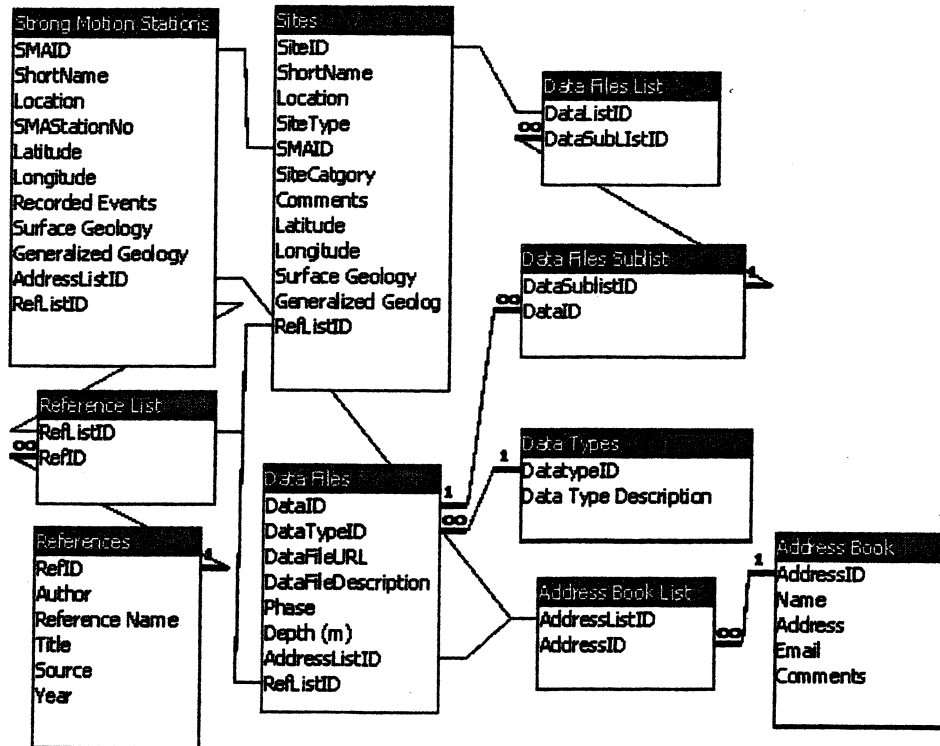 Strong Motion Stations
SMAID
ShortName
Location
SMAStationNo
Latitude
Longitude
Recorded Events
Surface Geology
Generalized Geology
AddressListID
RefListID
Sites
SiteID
ShortName
Location
SiteType
SMAID
SiteCatgory
Comments
Latitude
Longitude
Surface Geology
Generalized Geolog
RefListID
Data Files List
DataListID
∞
DataSubLIstID
Data Files Sublist
1
DataSublistID
∞
DataID
Reference List
RefListID
∞
RefID
Data Files
DataID
1
DataTypeID
∞
DataFileURL
DataFileDescription
Phase
Depth (m)
AddressListID
RefListID
Data Types
1
DatatypeID
Data Type Description
References
1
RefID
Author
Reference Name
Title
Source
Year
Address Book List
AddressListID
AddressID
∞
Address Book
1
AddressID
Name
Address
Email
Comments